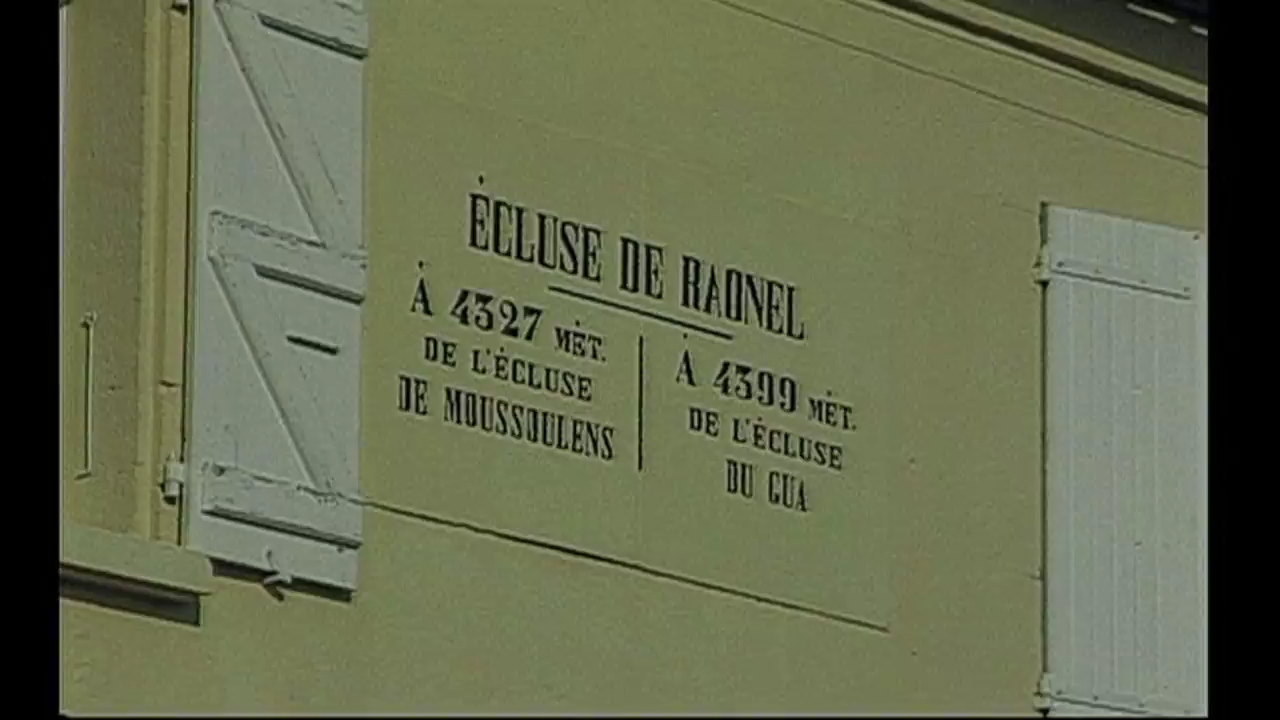 ÉCLUSE DE RAONEL
À 4327 MÈT.
DE L'ÉCLUSE
DE MOUSSOULENS
À 4399 MÈT.
DE L'ÉCLUSE
DU GUA